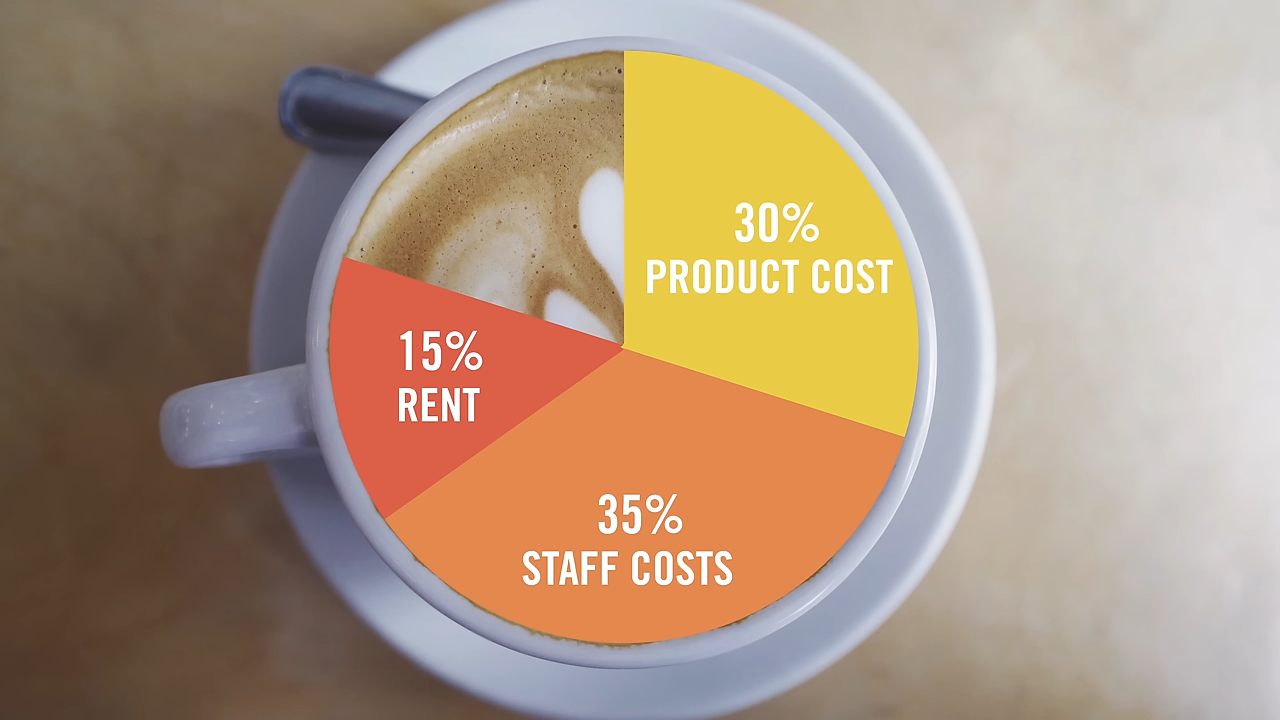 30%
PRODUCT COST
15%
RENT
35%
STAFF COSTS